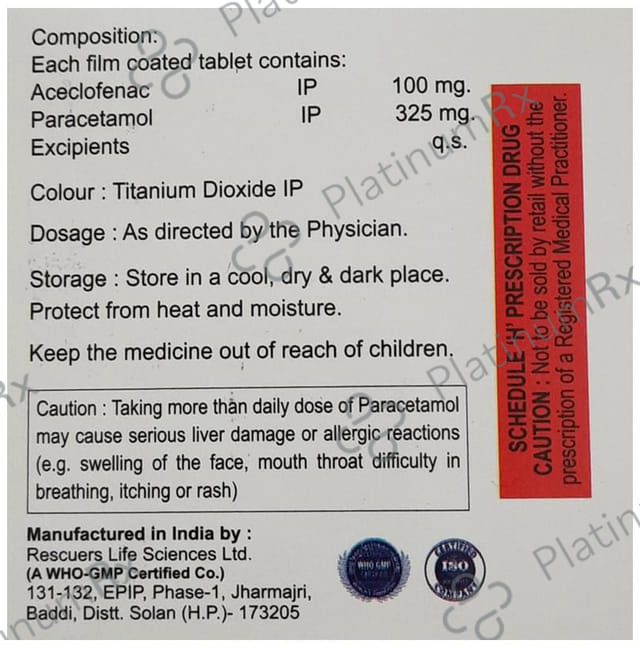 Composition:
Each film coated tablet contains:
Aceclofenac IP 100 mg.
Paracetamol IP 325 mg.
Excipients q.s.
Colour : Titanium Dioxide IP
Dosage : As directed by the Physician.
Storage : Store in a cool, dry & dark place.
Protect from heat and moisture.
Keep the medicine out of reach of children.
Caution : Taking more than daily dose of Paracetamol
may cause serious liver damage or allergic reactions
(e.g. swelling of the face, mouth throat difficulty in
breathing, itching or rash)
SCHEDULE 'H' PRESCRIPTION DRUG
CAUTION : Not to be sold by retail without the
prescription of a Registered Medical Practitioner.
Manufactured in India by :
Rescuers Life Sciences Ltd.
(A WHO-GMP Certified Co.)
131-132, EPIP, Phase-1, Jharmajri,
Baddi, Distt. Solan (H.P.)- 173205
WHO GMP
CERTIFIED
ISO
COMPANY
PlatinumRx